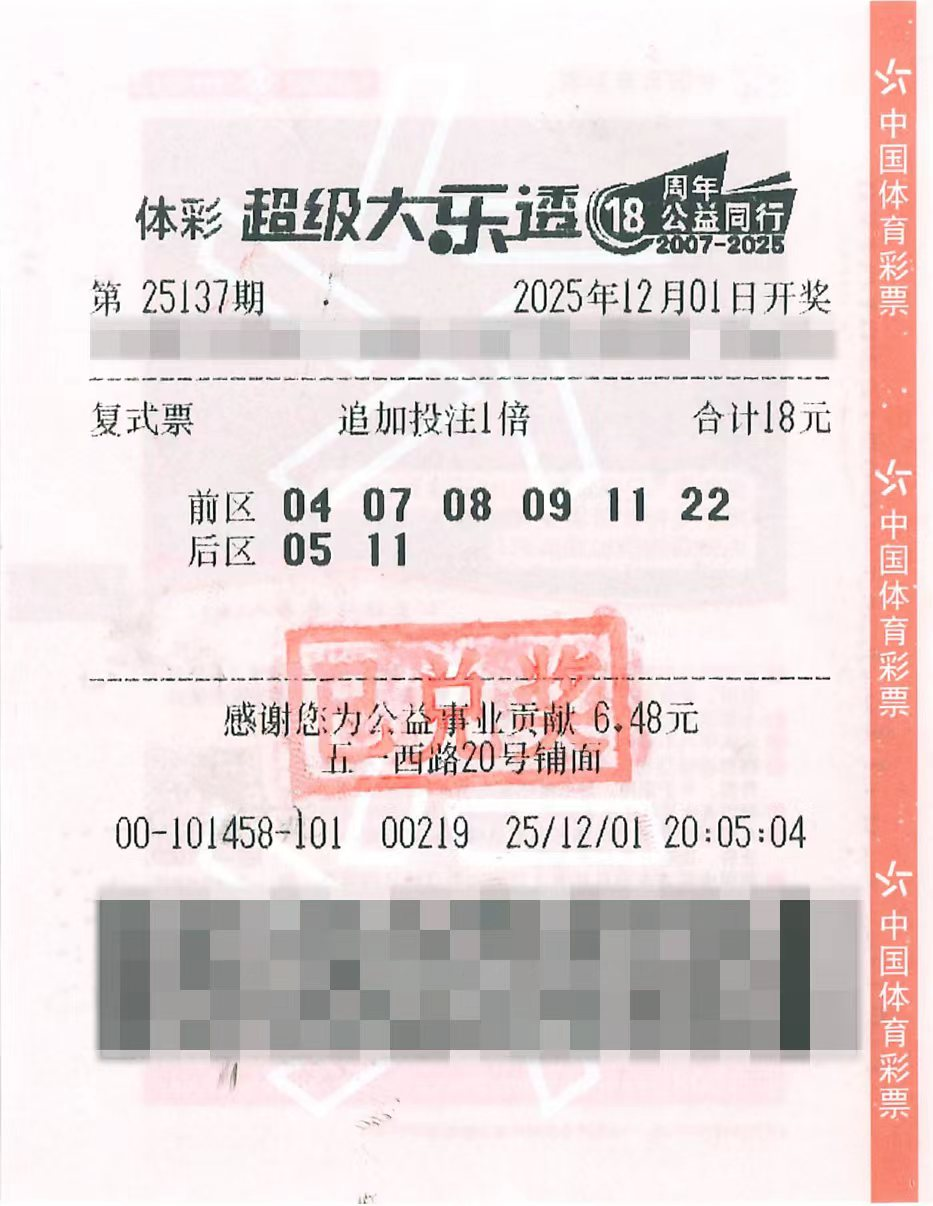 体彩 超级大乐透 18周年 公益同行 2007-2025
第 25137期 2025年12月01日开奖
复式票 追加投注1倍 合计18元
前区 04 07 08 09 11 22
后区 05 11
已兑奖
感谢您为公益事业贡献 6.48元
五一西路20号铺面
00-101458-101 00219 25/12/01 20:05:04
中国体育彩票
中国体育彩票
中国体育彩票